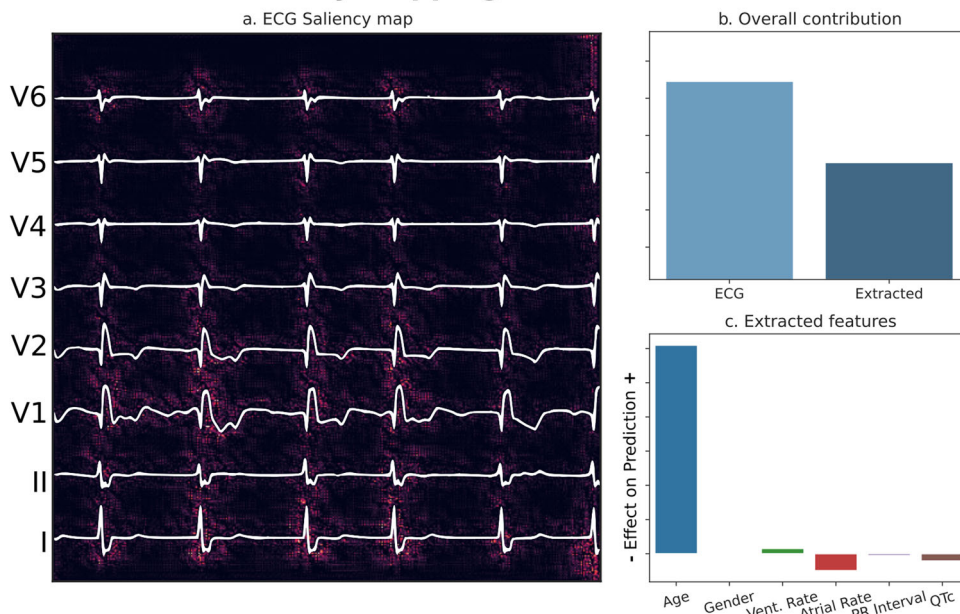 a. ECG Saliency map
V6
V5
V4
V3
V2
V1
II
I
b. Overall contribution
ECG
Extracted
c. Extracted features
- Effect on Prediction +
Age
Gender
Vent. Rate
Atrial Rate
PR Interval
QTc